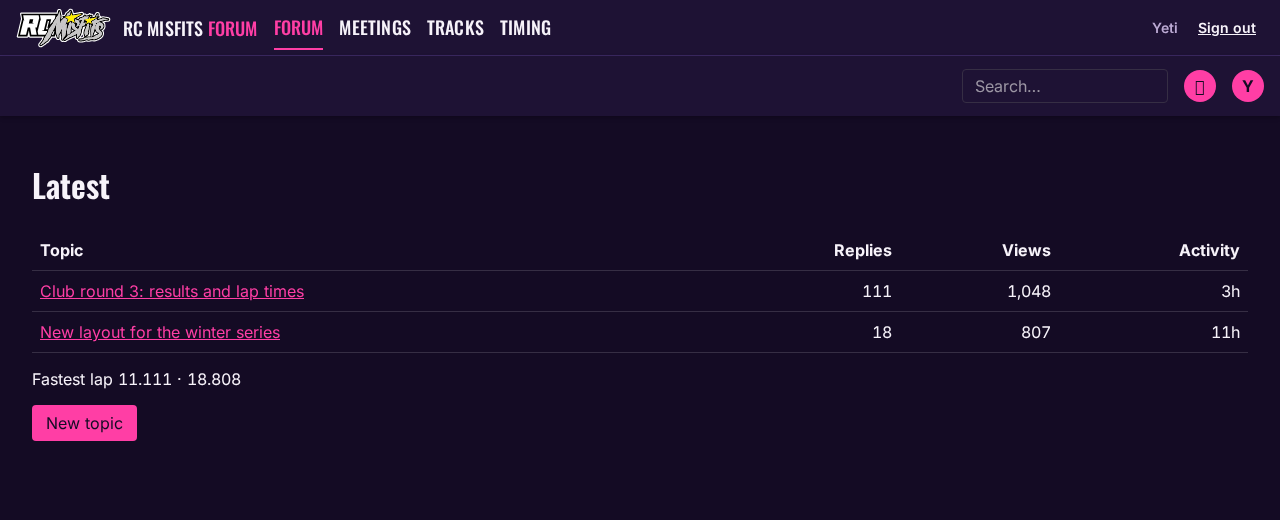 RC Misfits RC MISFITS FORUM FORUM MEETINGS TRACKS TIMING Yeti Sign out
Search... Y
Latest
Topic Replies Views Activity
Club round 3: results and lap times 111 1,048 3h
New layout for the winter series 18 807 11h
Fastest lap 11.111 · 18.808
New topic